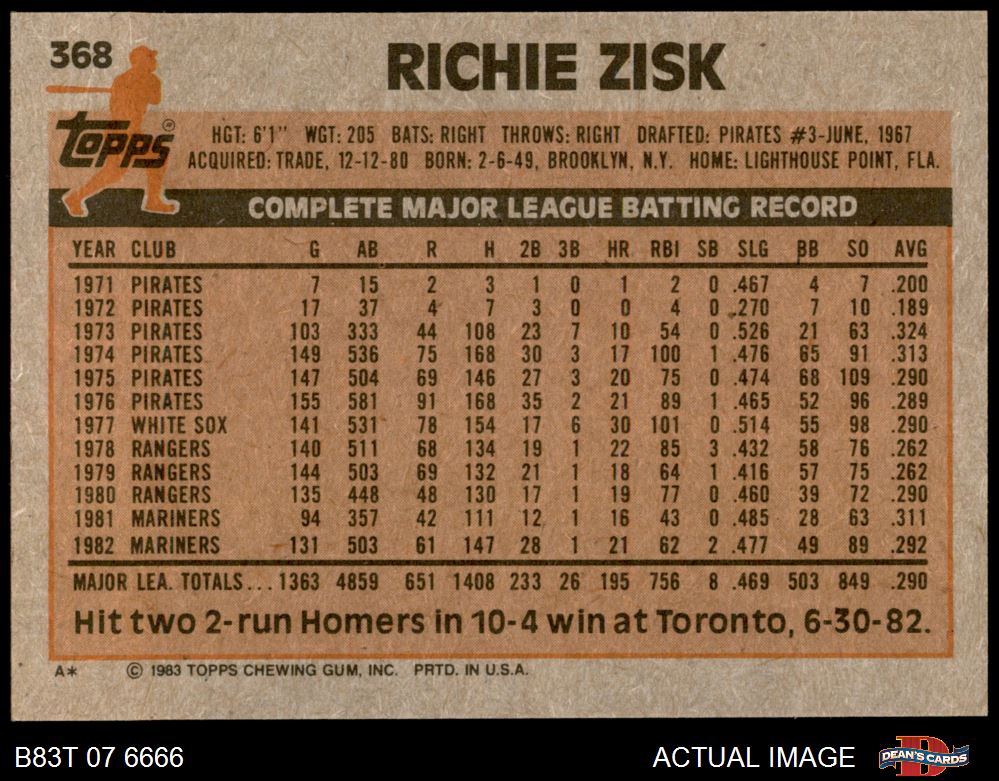 368
RICHIE ZISK
topps®
HGT: 6'1" WGT: 205 BATS: RIGHT THROWS: RIGHT DRAFTED: PIRATES #3-JUNE, 1967
ACQUIRED: TRADE, 12-12-80 BORN: 2-6-49, BROOKLYN, N.Y. HOME: LIGHTHOUSE POINT, FLA.
COMPLETE MAJOR LEAGUE BATTING RECORD
YEAR CLUB G AB R H 2B 3B HR RBI SB SLG BB SO AVG
1971 PIRATES 7 15 2 3 1 0 1 2 0 .467 4 7 .200
1972 PIRATES 17 37 4 7 3 0 0 4 0 .270 7 10 .189
1973 PIRATES 103 333 44 108 23 7 10 54 0 .526 21 63 .324
1974 PIRATES 149 536 75 168 30 3 17 100 1 .476 65 91 .313
1975 PIRATES 147 504 69 146 27 3 20 75 0 .474 68 109 .290
1976 PIRATES 155 581 91 168 35 2 21 89 1 .465 52 96 .289
1977 WHITE SOX 141 531 78 154 17 6 30 101 0 .514 55 98 .290
1978 RANGERS 140 511 68 134 19 1 22 85 3 .432 58 76 .262
1979 RANGERS 144 503 69 132 21 1 18 64 1 .416 57 75 .262
1980 RANGERS 135 448 48 130 17 1 19 77 0 .460 39 72 .290
1981 MARINERS 94 357 42 111 12 1 16 43 0 .485 28 63 .311
1982 MARINERS 131 503 61 147 28 1 21 62 2 .477 49 89 .292
MAJOR LEA. TOTALS... 1363 4859 651 1408 233 26 195 756 8 .469 503 849 .290
Hit two 2-run Homers in 10-4 win at Toronto, 6-30-82.
A* © 1983 TOPPS CHEWING GUM, INC. PRTD. IN U.S.A.
B83T 07 6666 ACTUAL IMAGE DEAN'S CARDS